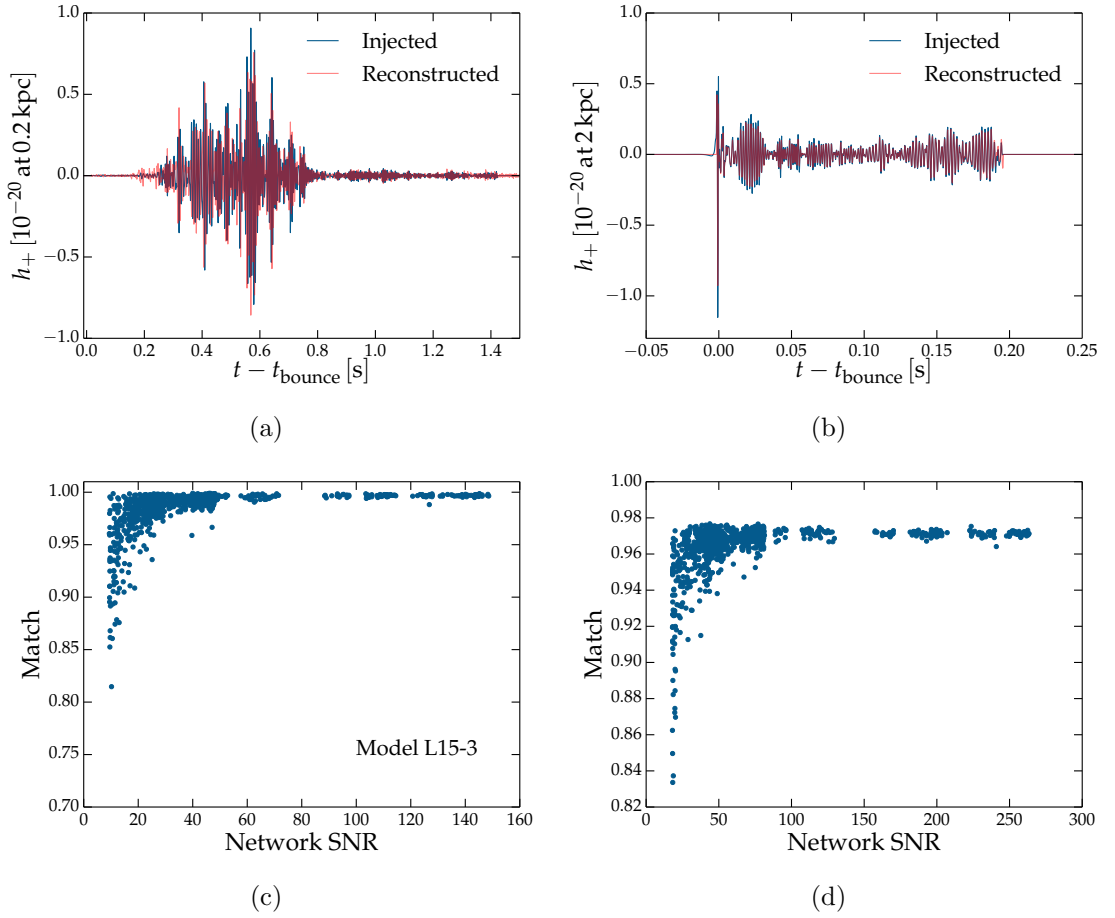 1.0
0.5
0.0
−0.5
−1.0
h₊ [10⁻²⁰ at 0.2 kpc]
Injected
Reconstructed
0.0 0.2 0.4 0.6 0.8 1.0 1.2 1.4
t − t_bounce [s]
(a)
1.0
0.5
0.0
−0.5
−1.0
h₊ [10⁻²⁰ at 2 kpc]
Injected
Reconstructed
−0.05 0.00 0.05 0.10 0.15 0.20 0.25
t − t_bounce [s]
(b)
1.00
0.95
0.90
0.85
0.80
0.75
0.70
Match
Model L15-3
0 20 40 60 80 100 120 140 160
Network SNR
(c)
1.00
0.98
0.96
0.94
0.92
0.90
0.88
0.86
0.84
0.82
Match
0 50 100 150 200 250 300
Network SNR
(d)